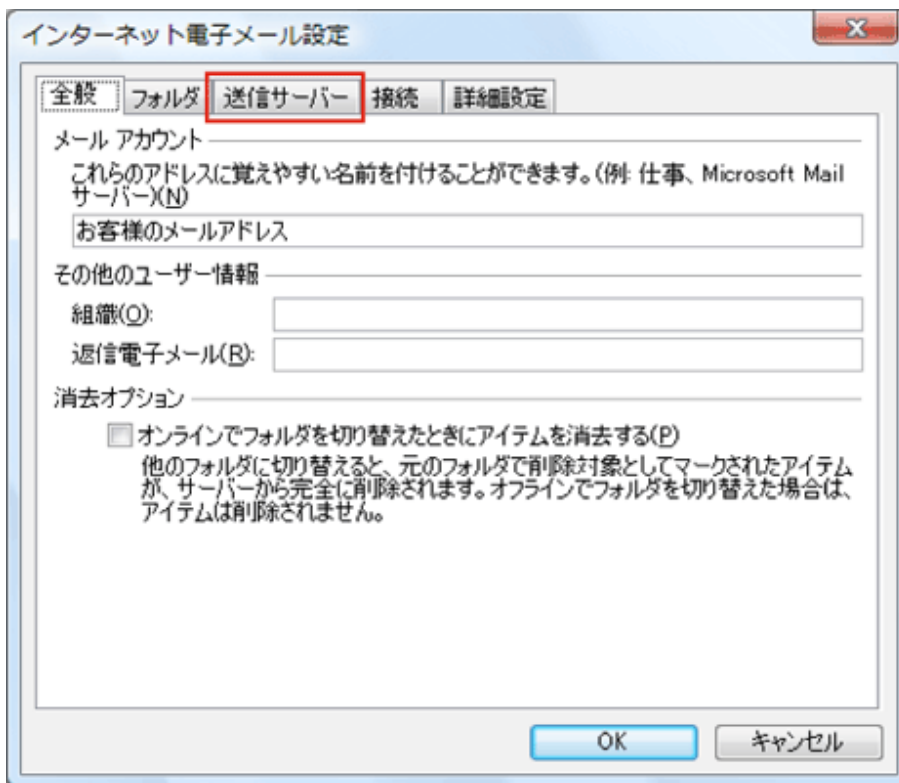 インターネット電子メール設定
全般 フォルダ 送信サーバー 接続 詳細設定
メール アカウント
これらのアドレスに覚えやすい名前を付けることができます。(例: 仕事、Microsoft Mail
サーバー)(N)
お客様のメールアドレス
その他のユーザー情報
組織(O):
返信電子メール(R):
消去オプション
オンラインでフォルダを切り替えたときにアイテムを消去する(P)
他のフォルダに切り替えると、元のフォルダで削除対象としてマークされたアイテム
が、サーバーから完全に削除されます。オフラインでフォルダを切り替えた場合は、
アイテムは削除されません。
OK キャンセル